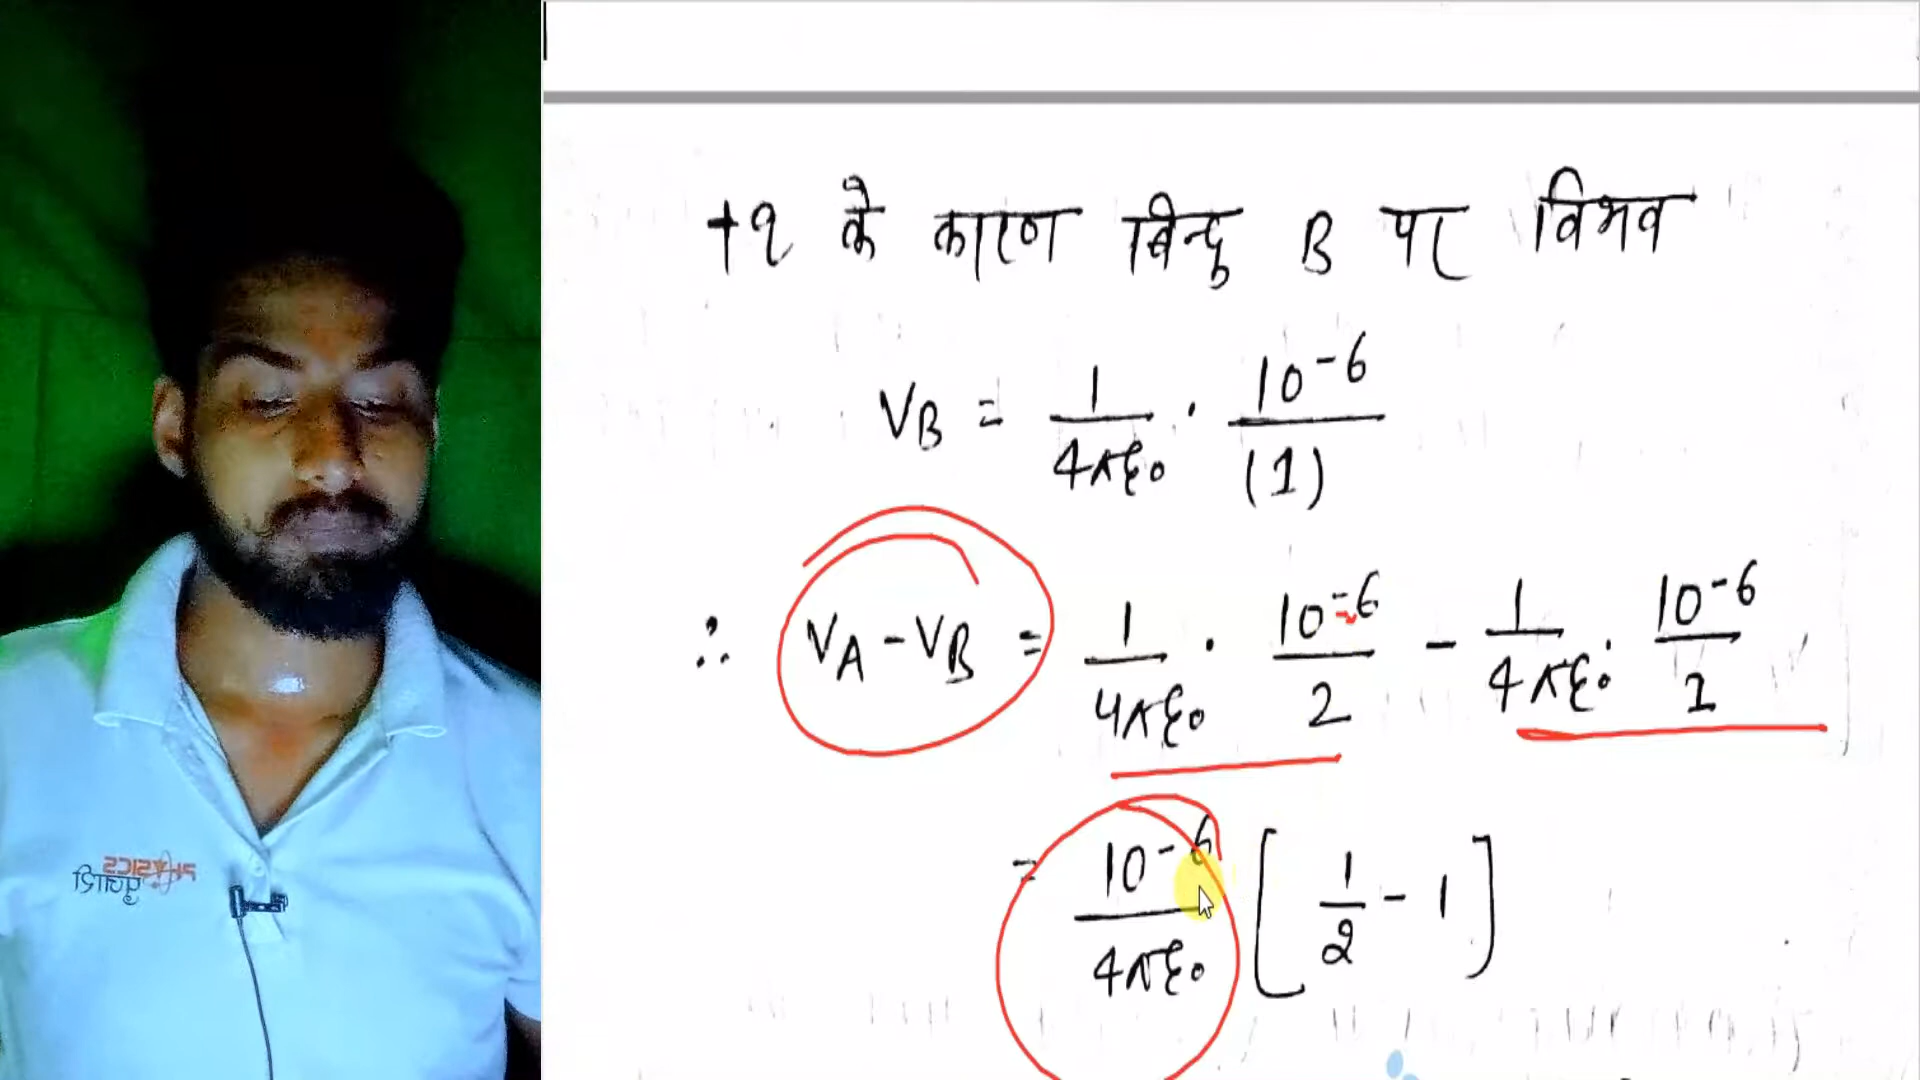 +q के कारण बिन्दु B पर विभव
VB = 1/4πε₀ · 10⁻⁶/(1)
∴ VA - VB = 1/4πε₀ · 10⁻⁶/2 - 1/4πε₀ · 10⁻⁶/1
= 10⁻⁶/4πε₀ [1/2 - 1]